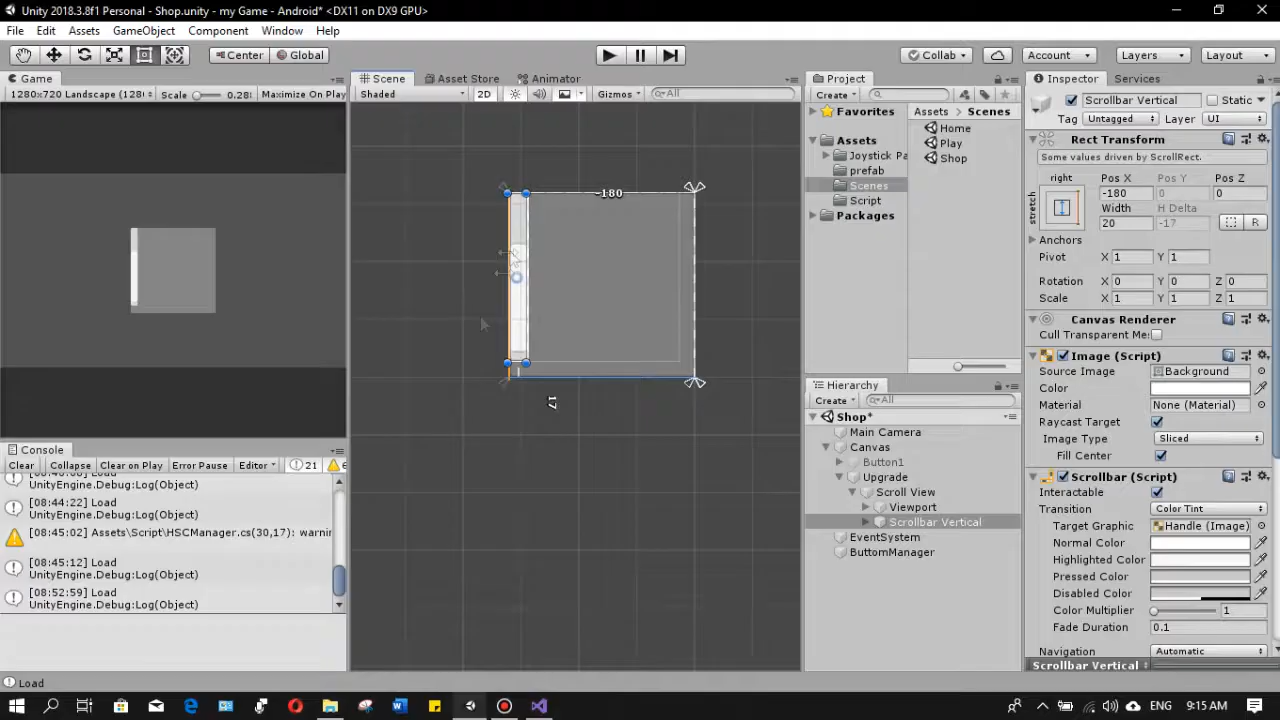 Unity 2018.3.8f1 Personal - Shop.unity - my Game - Android* <DX11 on DX9 GPU>
File Edit Assets GameObject Component Window Help
Center Global Collab Account Layers Layout
Game
1280x720 Landscape (128( Scale 0.28: Maximize On Play
Scene Asset Store Animator
Shaded 2D Gizmos All
-180
17
Project
Create
Favorites
Assets
Joystick Pa
prefab
Scenes
Script
Packages
Assets Scenes
Home
Play
Shop
Hierarchy
Create All
Shop*
Main Camera
Canvas
Button1
Upgrade
Scroll View
Viewport
Scrollbar Vertical
EventSystem
ButtomManager
Inspector Services
Scrollbar Vertical Static
Tag Untagged Layer UI
Rect Transform
Some values driven by ScrollRect.
right Pos X Pos Y Pos Z
stretch -180 0 0
Width H Delta
20 -17 R
Anchors
Pivot X 1 Y 1
Rotation X 0 Y 0 Z 0
Scale X 1 Y 1 Z 1
Canvas Renderer
Cull Transparent Me:
Image (Script)
Source Image Background
Color
Material None (Material)
Raycast Target
Image Type Sliced
Fill Center
Scrollbar (Script)
Interactable
Transition Color Tint
Target Graphic Handle (Image)
Normal Color
Highlighted Color
Pressed Color
Disabled Color
Color Multiplier 1
Fade Duration 0.1
Navigation Automatic
Scrollbar Vertical
Console
Clear Collapse Clear on Play Error Pause Editor 21 6
UnityEngine.Debug:Log(Object)
[08:44:22] Load
UnityEngine.Debug:Log(Object)
[08:45:02] Assets\Script\HSCManager.cs(30,17): warnin
[08:45:12] Load
UnityEngine.Debug:Log(Object)
[08:52:59] Load
UnityEngine.Debug:Log(Object)
Load
9:15 AM